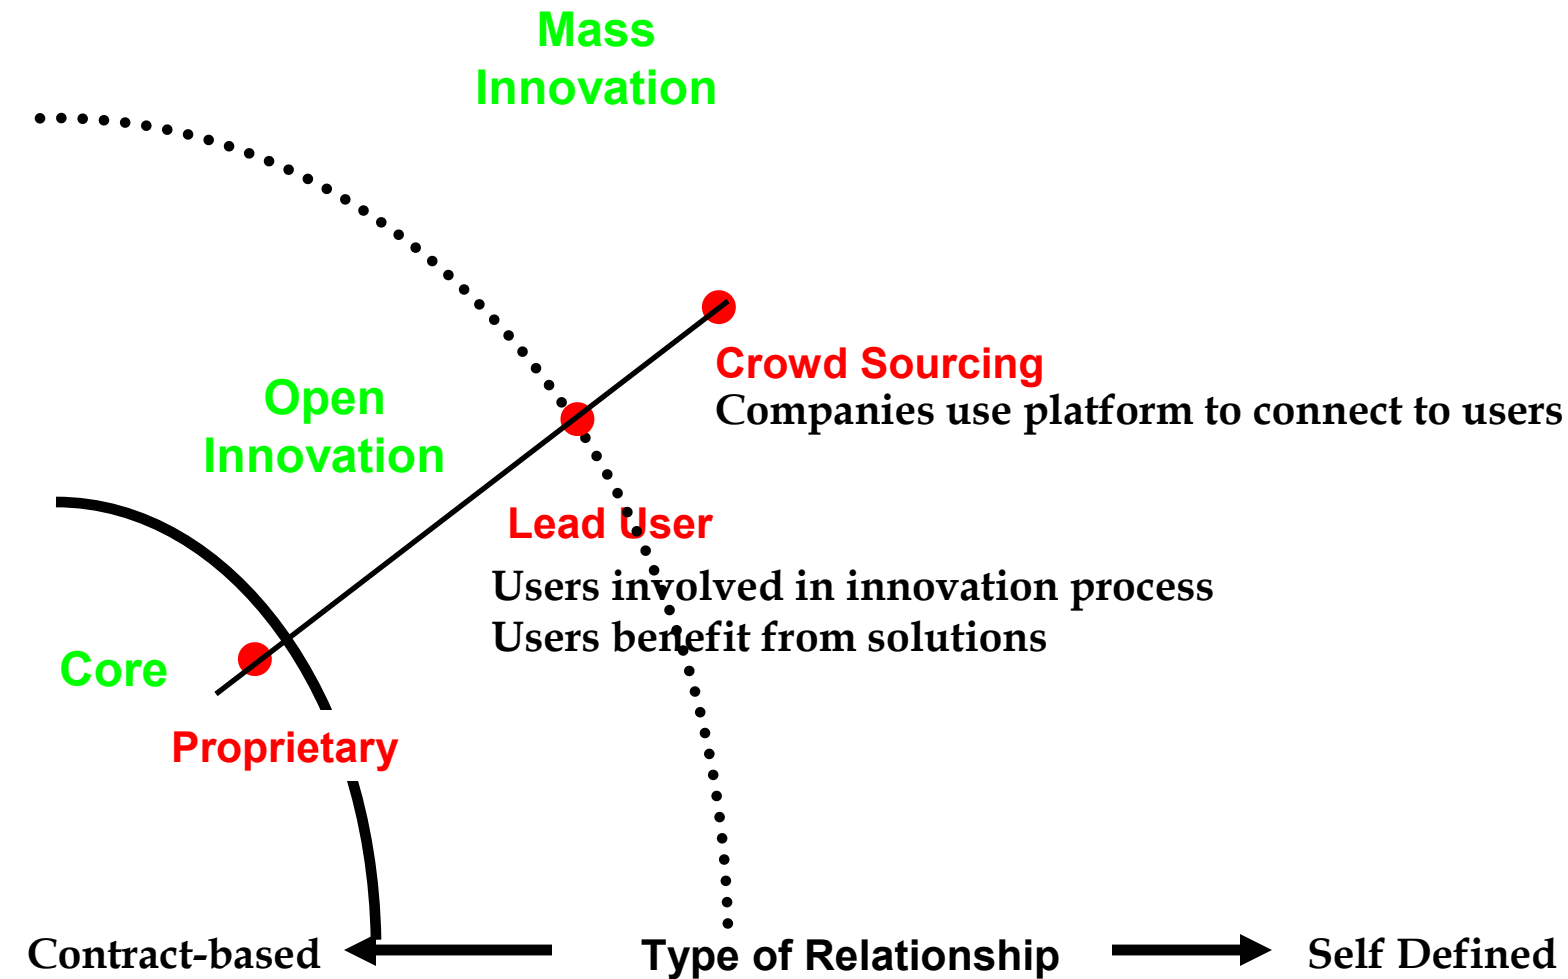 Mass
Innovation
Crowd Sourcing
Companies use platform to connect to users
Open
Innovation
Lead User
Users involved in innovation process
Users benefit from solutions
Core
Proprietary
Contract-based
Type of Relationship
Self Defined